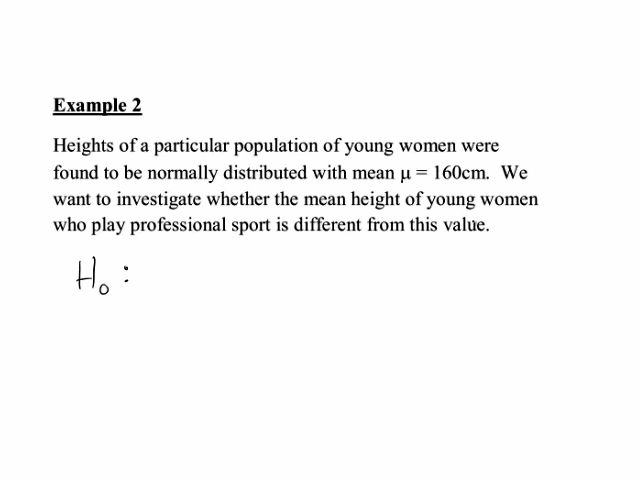 Example 2
Heights of a particular population of young women were
found to be normally distributed with mean μ = 160cm. We
want to investigate whether the mean height of young women
who play professional sport is different from this value.
H₀ :